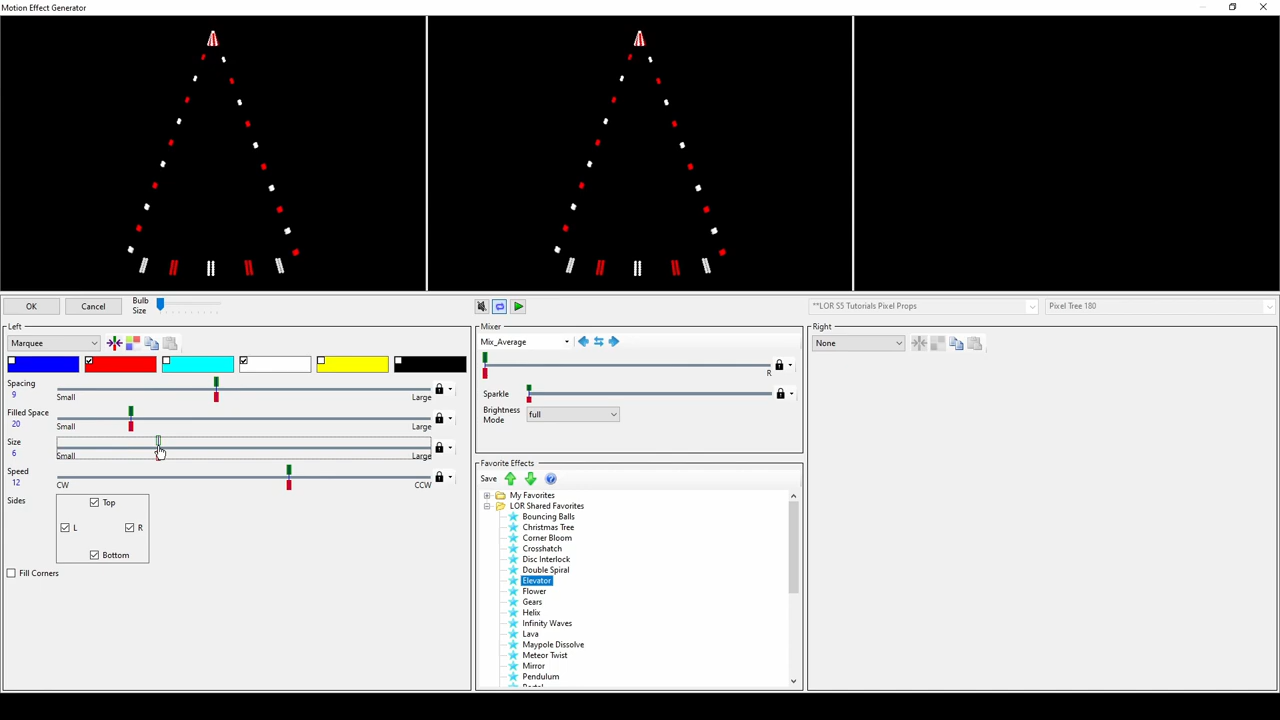 Motion Effect Generator
OK
Cancel
Bulb
Size
**LOR S5 Tutorials Pixel Props
Pixel Tree 180
Left
Marquee
Spacing
9
Small
Large
Filled Space
20
Small
Large
Size
6
Small
Large
Speed
12
CW
CCW
Sides
Top
L
R
Bottom
Fill Corners
Mixer
Mix_Average
R
Sparkle
Brightness
Mode
full
Favorite Effects
Save
My Favorites
LOR Shared Favorites
Bouncing Balls
Christmas Tree
Corner Bloom
Crosshatch
Disc Interlock
Double Spiral
Elevator
Flower
Gears
Helix
Infinity Waves
Lava
Maypole Dissolve
Meteor Twist
Mirror
Pendulum
Right
None